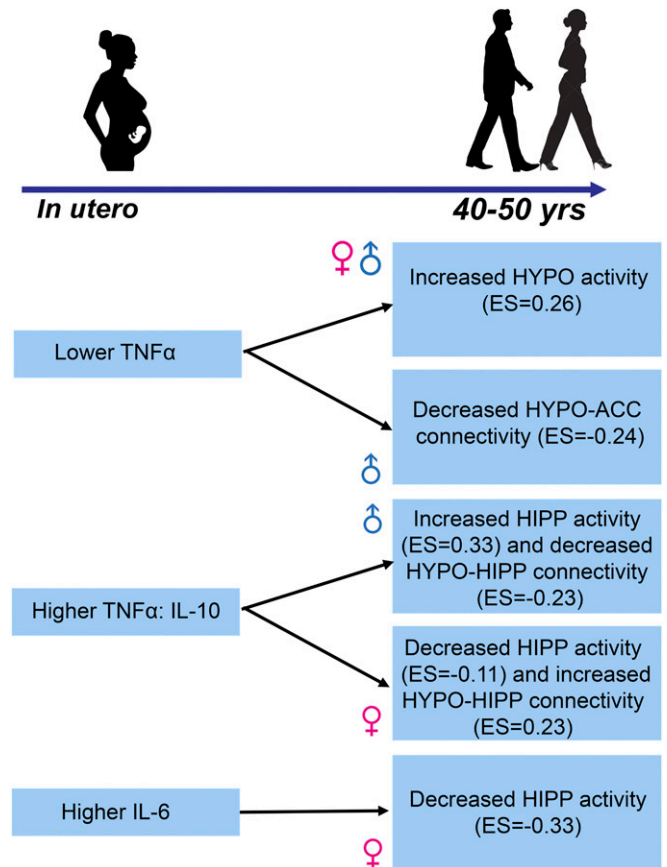 In utero
40-50 yrs
♀♂
Increased HYPO activity
(ES=0.26)
Lower TNFα
Decreased HYPO-ACC
connectivity (ES=-0.24)
♂
♂
Increased HIPP activity
(ES=0.33) and decreased
HYPO-HIPP connectivity
(ES=-0.23)
Higher TNFα: IL-10
Decreased HIPP activity
(ES=-0.11) and increased
HYPO-HIPP connectivity
(ES=0.23)
♀
Higher IL-6
Decreased HIPP activity
(ES=-0.33)
♀